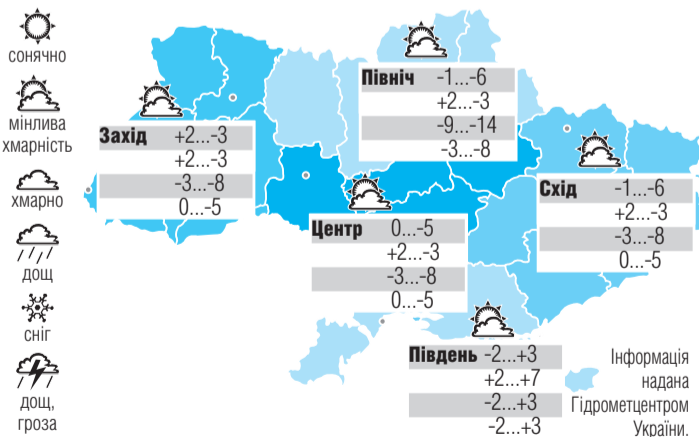 сонячно
мінлива
хмарність
хмарно
дощ
сніг
дощ,
гроза
Північ -1...-6
+2...-3
-9...-14
-3...-8
Захід +2...-3
+2...-3
-3...-8
0...-5
Схід -1...-6
+2...-3
-3...-8
0...-5
Центр 0...-5
+2...-3
-3...-8
0...-5
Південь -2...+3
+2...+7
-2...+3
-2...+3
Інформація
надана
Гідрометцентром
України.